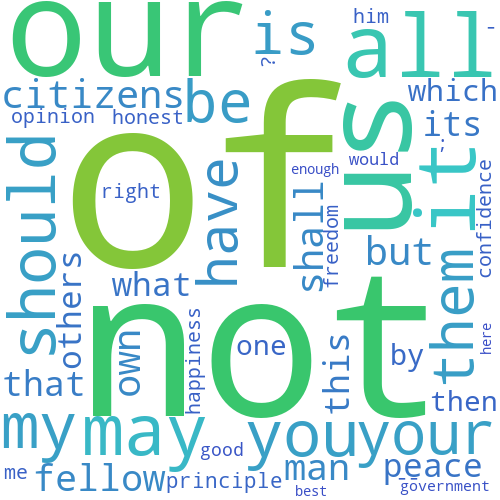 our is him -
all
? citizens be which
opinion honest its ;
us
of right enough would it
should have shall freedom confidence
others what but them
not
own happiness one this by here
that then
my may you your
me fellow good principle man peace
best government